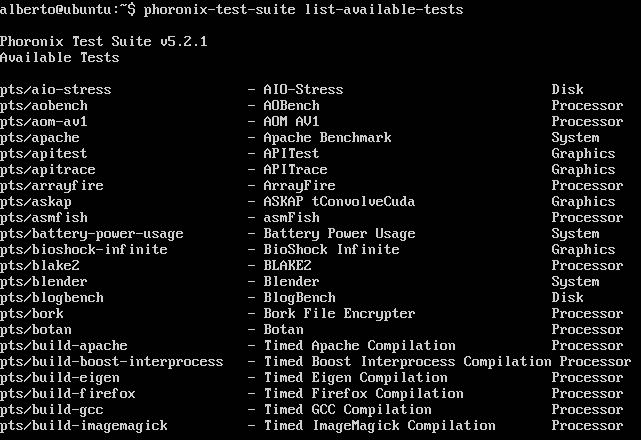 alberto@ubuntu:~$ phoronix-test-suite list-available-tests
Phoronix Test Suite v5.2.1
Available Tests
pts/aio-stress - AIO-Stress Disk
pts/aobench - AOBench Processor
pts/aom-av1 - AOM AV1 Processor
pts/apache - Apache Benchmark System
pts/apitest - APITest Graphics
pts/apitrace - APITrace Graphics
pts/arrayfire - ArrayFire Processor
pts/askap - ASKAP tConvolveCuda Graphics
pts/asmfish - asmFish Processor
pts/battery-power-usage - Battery Power Usage System
pts/bioshock-infinite - BioShock Infinite Graphics
pts/blake2 - BLAKE2 Processor
pts/blender - Blender System
pts/blogbench - BlogBench Disk
pts/bork - Bork File Encrypter Processor
pts/botan - Botan Processor
pts/build-apache - Timed Apache Compilation Processor
pts/build-boost-interprocess - Timed Boost Interprocess Compilation Processor
pts/build-eigen - Timed Eigen Compilation Processor
pts/build-firefox - Timed Firefox Compilation Processor
pts/build-gcc - Timed GCC Compilation Processor
pts/build-imagemagick - Timed ImageMagick Compilation Processor